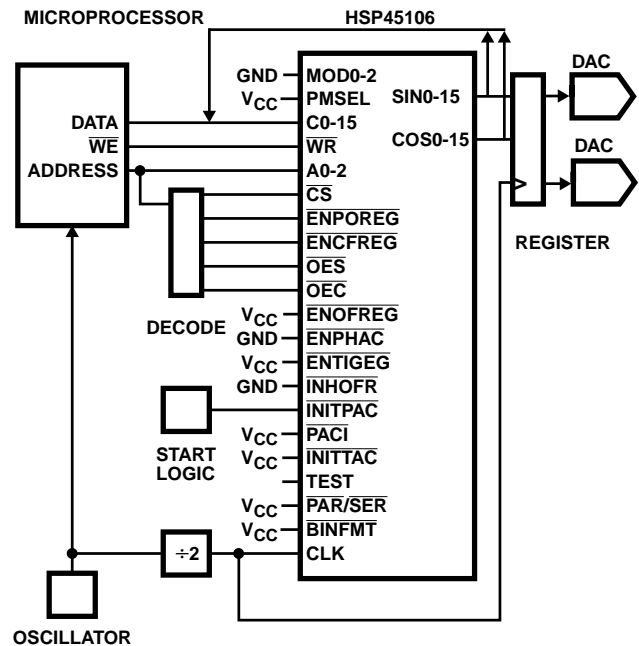 MICROPROCESSOR
HSP45106
DAC
GND
MOD0-2
VCC
PMSEL
SIN0-15
DATA
C0-15
COS0-15
WE
WR
DAC
ADDRESS
A0-2
CS
ENPOREG
REGISTER
ENCFREG
OES
OEC
DECODE
VCC
ENOFREG
GND
ENPHAC
VCC
ENTIGEG
GND
INHOFR
INITPAC
START
LOGIC
VCC
PACI
VCC
INITTAC
TEST
VCC
PAR/SER
VCC
BINFMT
÷2
CLK
OSCILLATOR